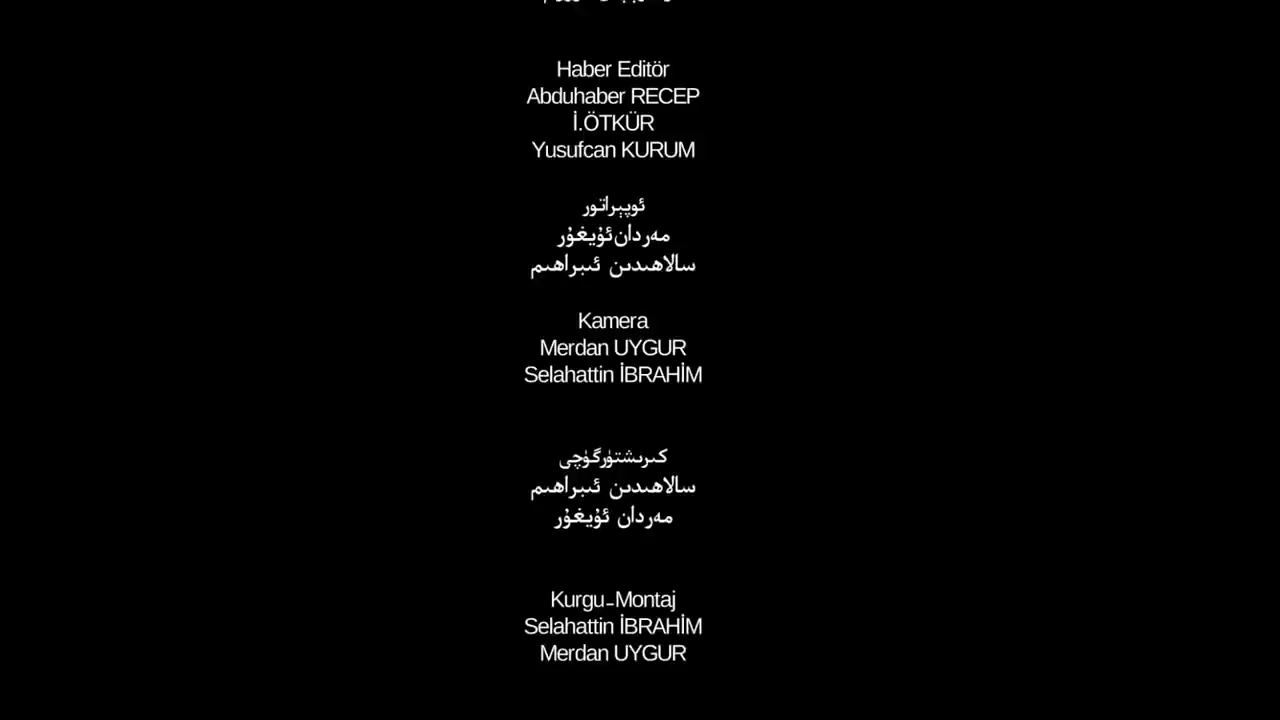 Haber Editör
Abduhaber RECEP
İ.ÖTKÜR
Yusufcan KURUM
ئوپېراتور
مەردان ئۇيغۇر
سالاھىدىن ئىبراھىم
Kamera
Merdan UYGUR
Selahattin İBRAHİM
كىرىشتۈرگۈچى
سالاھىدىن ئىبراھىم
مەردان ئۇيغۇر
Kurgu-Montaj
Selahattin İBRAHİM
Merdan UYGUR